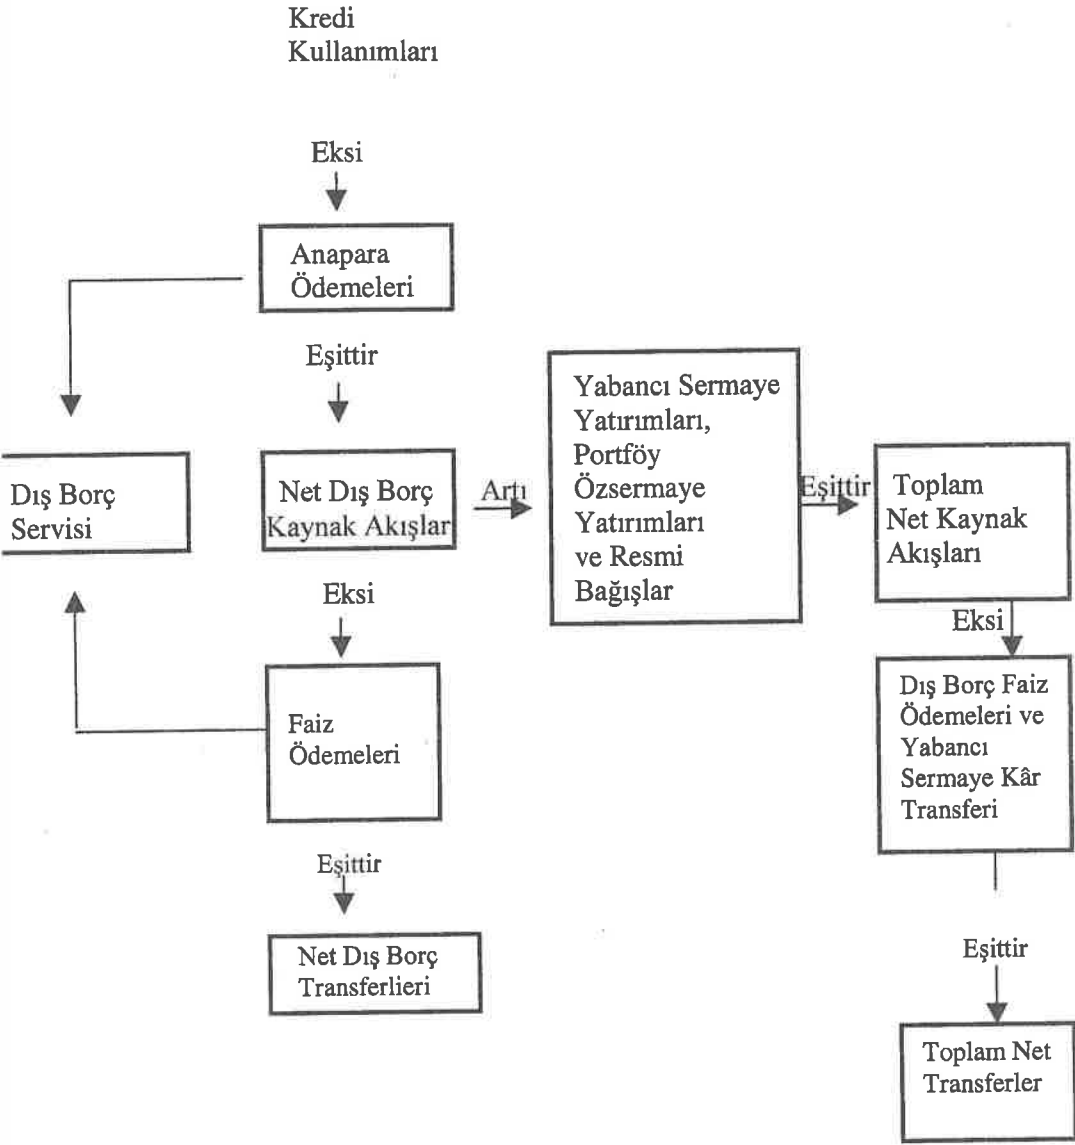 Kredi
Kullanımları
Eksi
Anapara
Ödemeleri
Eşittir
Dış Borç
Servisi
Net Dış Borç
Kaynak Akışlar
Artı
Yabancı Sermaye
Yatırımları,
Portföy
Özsermaye
Yatırımları
ve Resmi
Bağışlar
Eşittir
Toplam
Net Kaynak
Akışları
Eksi
Faiz
Ödemeleri
Eşittir
Net Dış Borç
Transferlieri
Eksi
Dış Borç Faiz
Ödemeleri ve
Yabancı
Sermaye Kâr
Transferi
Eşittir
Toplam Net
Transferler